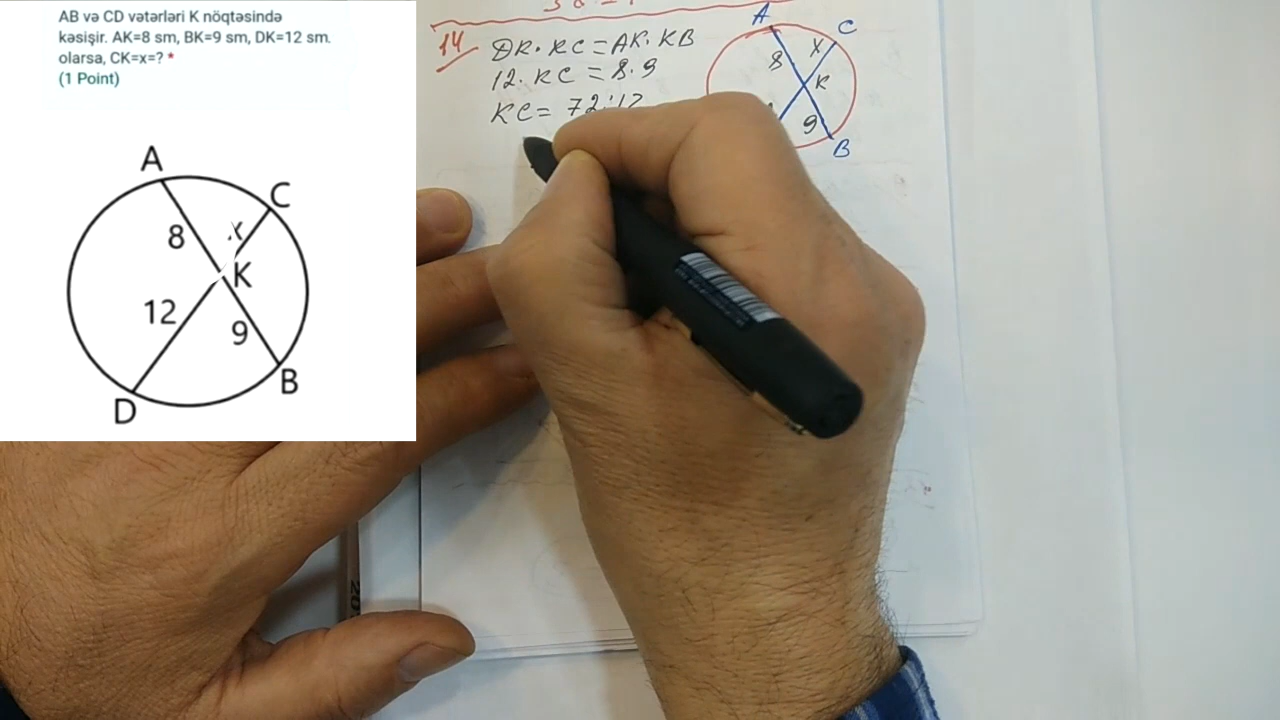 AB və CD vətərləri K nöqtəsində
kəsişir. AK=8 sm, BK=9 sm, DK=12 sm.
olarsa, CK=x=? *
(1 Point)
A
C
8
x
K
12
9
B
D
14
DK·KC=AK·KB
12·KC=8·9
KC=72:12
A
C
8
x
K
9
B